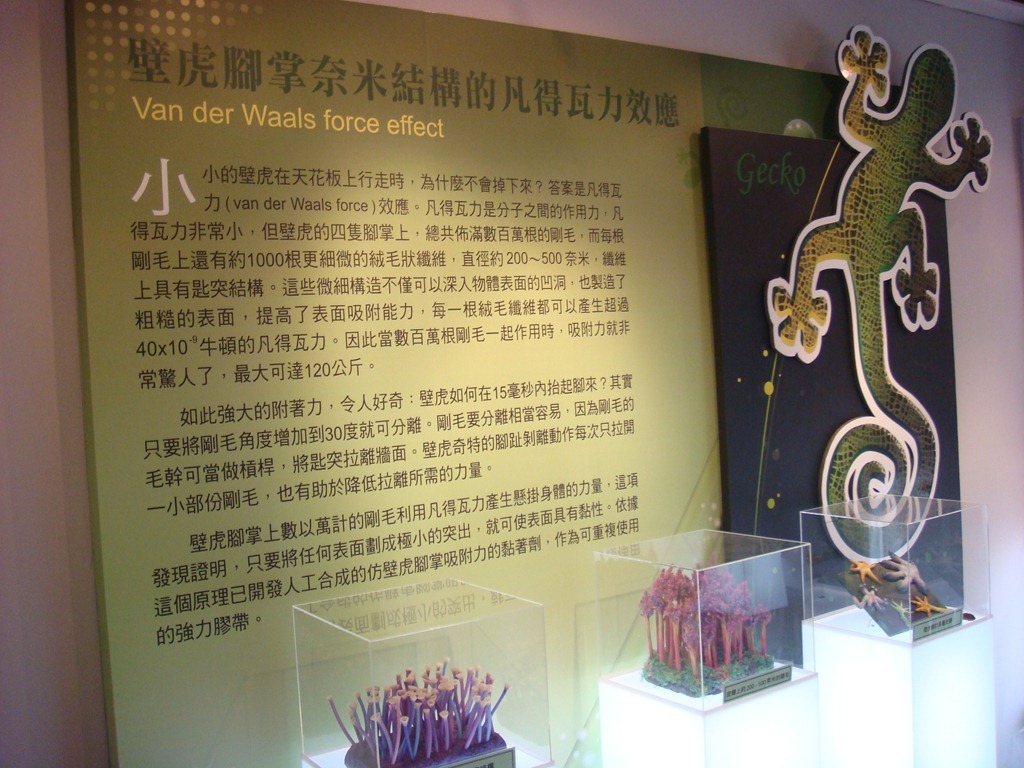 壁虎腳掌奈米結構的凡得瓦力效應
Van der Waals force effect
小小的壁虎在天花板上行走時，為什麼不會掉下來？答案是凡得瓦
力(van der Waals force)效應。凡得瓦力是分子之間的作用力，凡
得瓦力非常小，但壁虎的四隻腳掌上，總共佈滿數百萬根的剛毛，而每根
剛毛上還有約1000根更細微的絨毛狀纖維，直徑約200～500奈米，纖維
上具有匙突結構。這些微細構造不僅可以深入物體表面的凹洞，也製造了
粗糙的表面，提高了表面吸附能力，每一根絨毛纖維都可以產生超過
40x10⁻⁹牛頓的凡得瓦力。因此當數百萬根剛毛一起作用時，吸附力就非
常驚人了，最大可達120公斤。
如此強大的附著力，令人好奇：壁虎如何在15毫秒內抬起腳來？其實
只要將剛毛角度增加到30度就可分離。剛毛要分離相當容易，因為剛毛的
毛幹可當做槓桿，將匙突拉離牆面。壁虎奇特的腳趾剝離動作每次只拉開
一小部份剛毛，也有助於降低拉離所需的力量。
壁虎腳掌上數以萬計的剛毛利用凡得瓦力產生懸掛身體的力量，這項
發現證明，只要將任何表面劃成極小的突出，就可使表面具有黏性。依據
這個原理已開發人工合成的仿壁虎腳掌吸附力的黏著劑，作為可重複使用
的強力膠帶。
Gecko